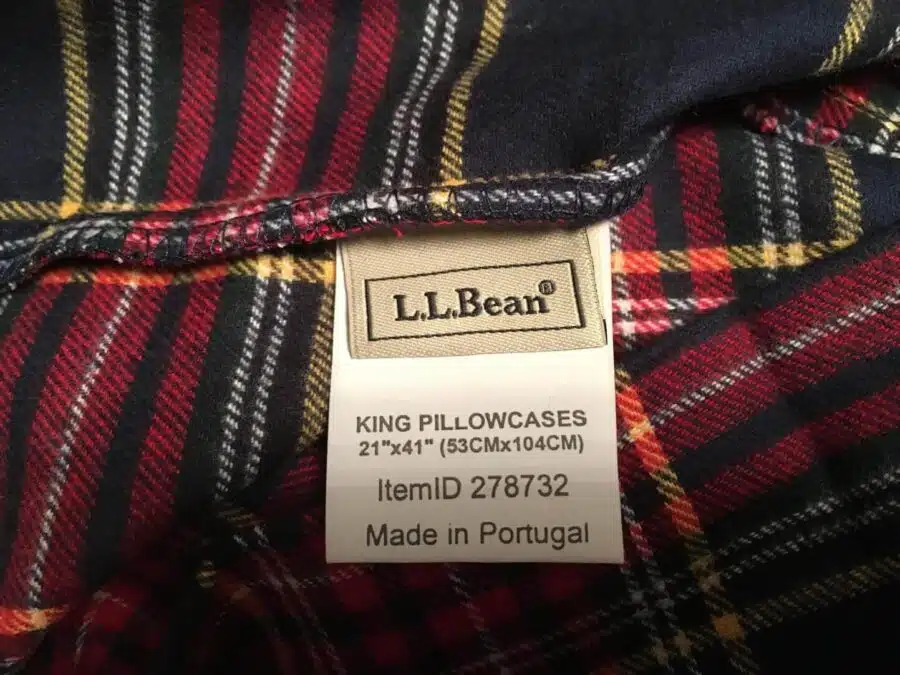 L.L.Bean®
KING PILLOWCASES
21"x41" (53CMx104CM)
ItemID 278732
Made in Portugal